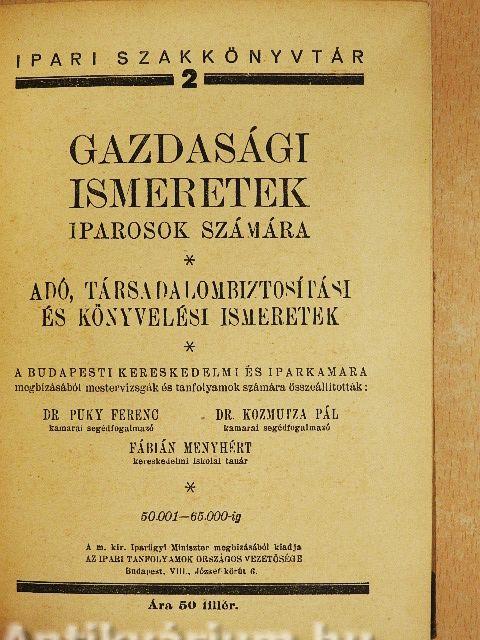 IPARI SZAKKÖNYVTÁR
2
GAZDASÁGI
ISMERETEK
IPAROSOK SZÁMÁRA
*
ADÓ, TÁRSADALOMBIZTOSÍTÁSI
ÉS KÖNYVELÉSI ISMERETEK
*
A BUDAPESTI KERESKEDELMI ÉS IPARKAMARA
megbízásából mestervizsgák és tanfolyamok számára összeállították:
DR. PUKY FERENC DR. KOZMUTZA PÁL
kamarai segédfogalmazó kamarai segédfogalmazó
FÁBIÁN MENYHÉRT
kereskedelmi iskolai tanár
*
50.001—65.000-ig
A m. kir. Iparügyi Miniszter megbízásából kiadja
AZ IPARI TANFOLYAMOK ORSZÁGOS VEZETŐSÉGE
Budapest, VIII., József-körút 6.
Ára 50 fillér.
Antikvárium.hu